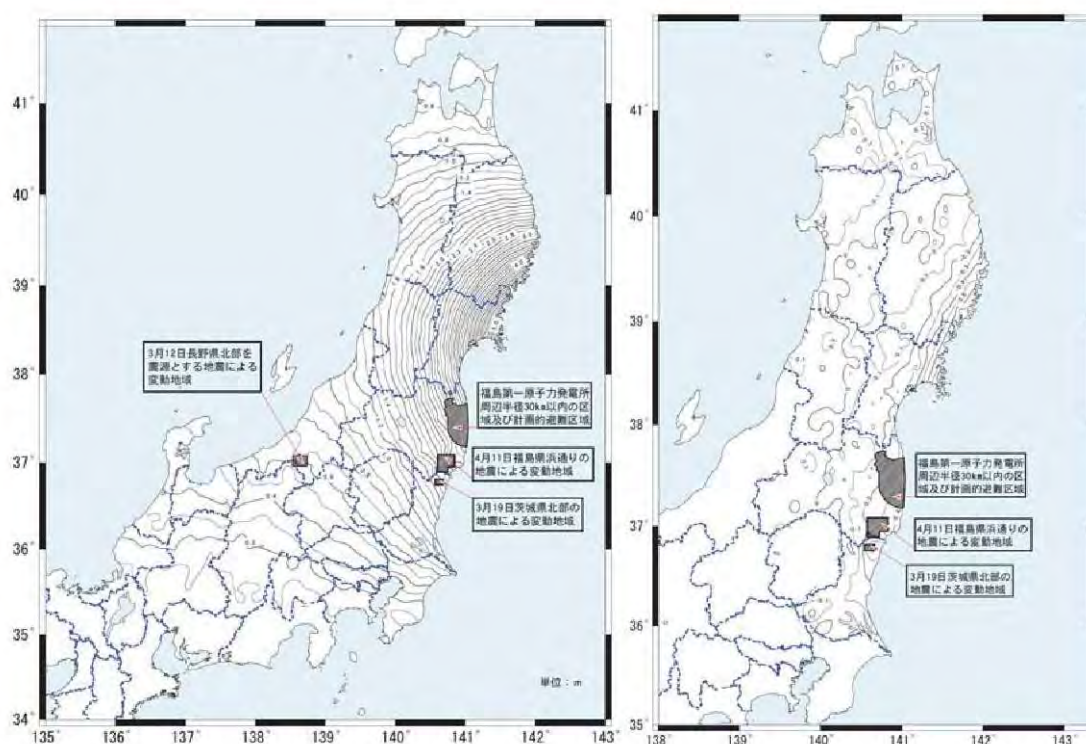 41°
40°
39°
38°
37°
36°
35°
34°
135
136
137
138
139
140
141
142
143
3月12日長野県北部を
震源とする地震による
変動地域
福島第一原子力発電所
周辺半径30km以内の区
域及び計画的避難区域
4月11日福島県浜通りの
地震による変動地域
3月19日茨城県北部の
地震による変動地域
単位：m
41°
40°
39°
38°
37°
36°
35°
138
139
140
141
142
143
福島第一原子力発電所
周辺半径30km以内の区
域及び計画的避難区域
4月11日福島県浜通りの
地震による変動地域
3月19日茨城県北部の
地震による変動地域